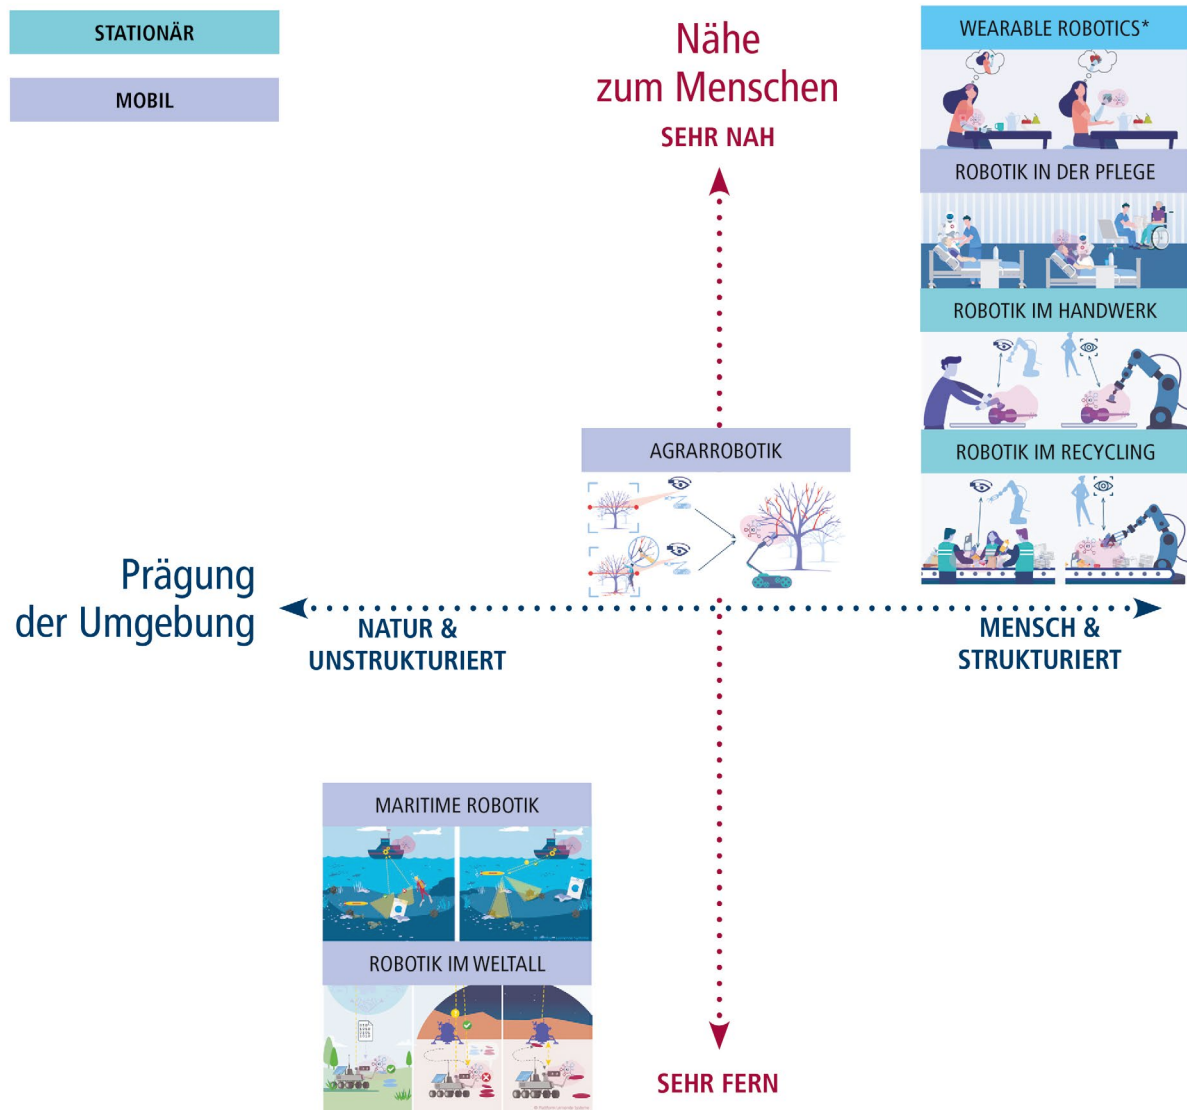 STATIONÄR
MOBIL
Nähe
zum Menschen
SEHR NAH
WEARABLE ROBOTICS*
ROBOTIK IN DER PFLEGE
ROBOTIK IM HANDWERK
AGRARROBOTIK
ROBOTIK IM RECYCLING
Prägung
der Umgebung
NATUR &
UNSTRUKTURIERT
MENSCH &
STRUKTURIERT
MARITIME ROBOTIK
ROBOTIK IM WELTALL
SEHR FERN